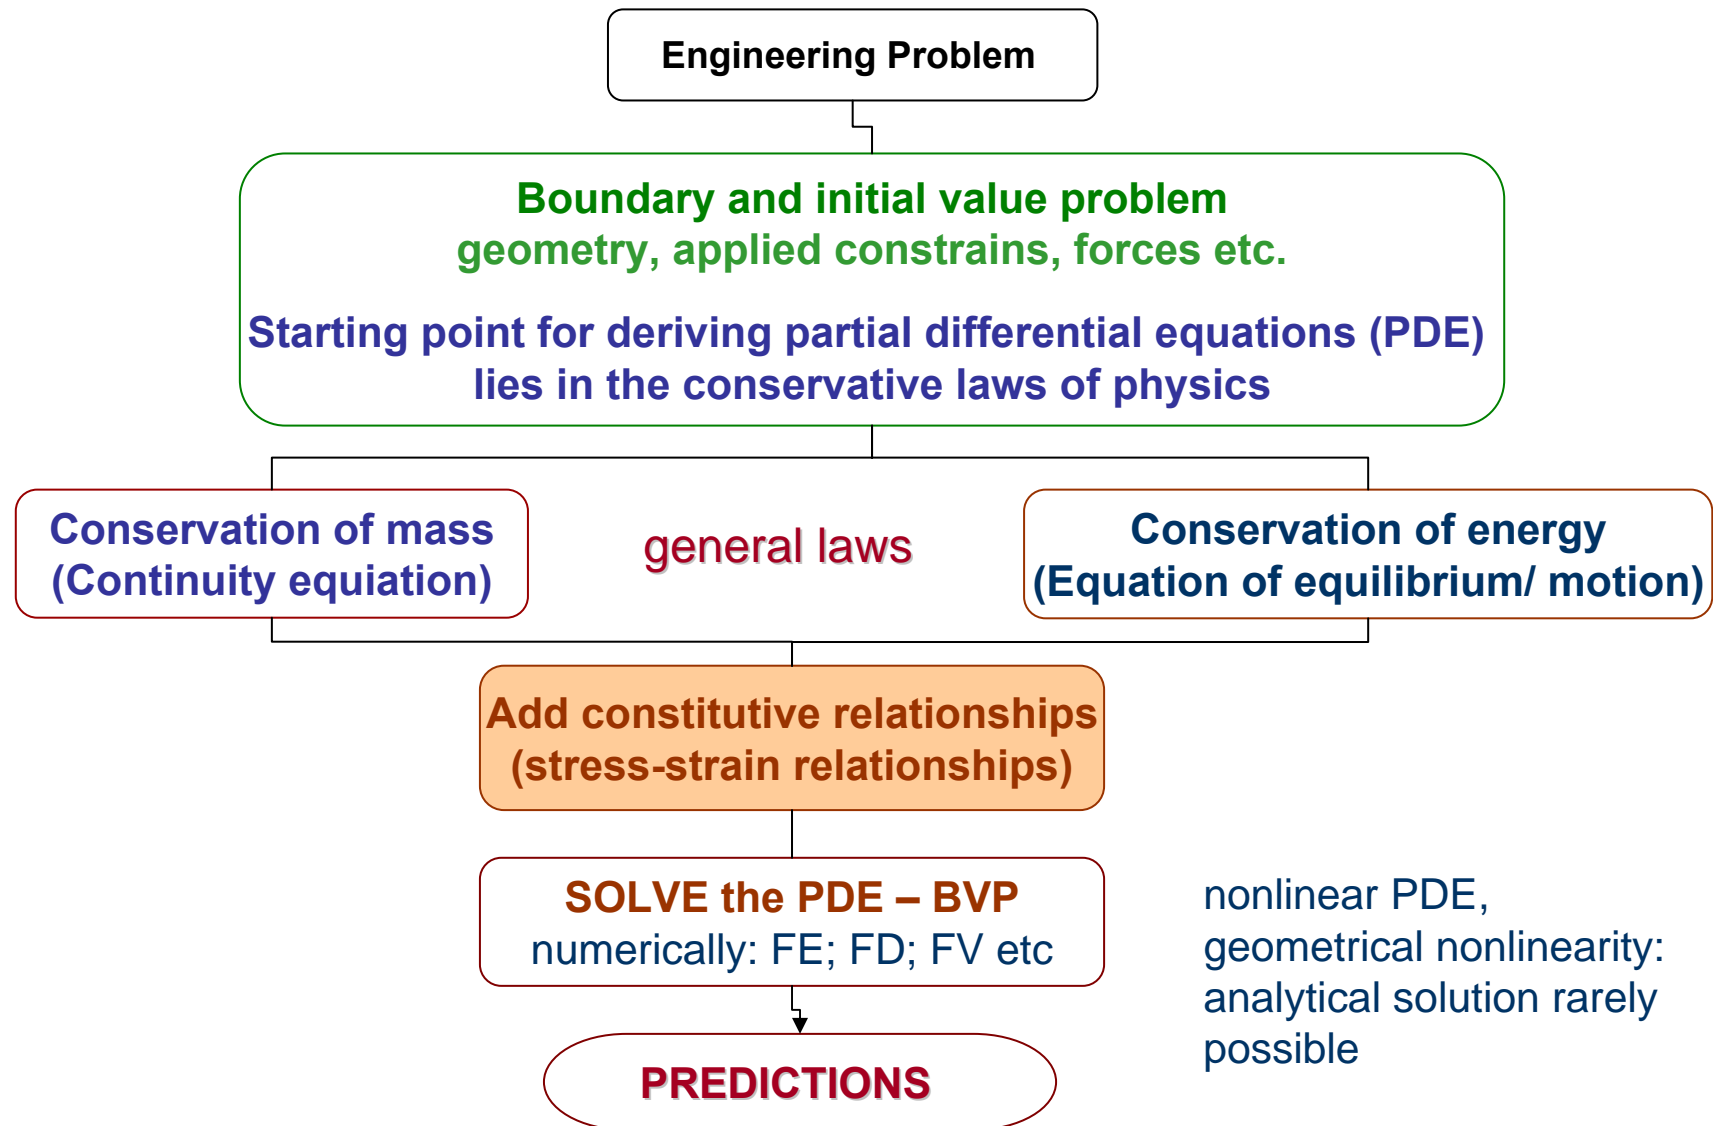 Engineering Problem
Boundary and initial value problem
geometry, applied constrains, forces etc.
Starting point for deriving partial differential equations (PDE)
lies in the conservative laws of physics
Conservation of mass
(Continuity equiation)
general laws
Conservation of energy
(Equation of equilibrium/ motion)
Add constitutive relationships
(stress-strain relationships)
SOLVE the PDE – BVP
numerically: FE; FD; FV etc
nonlinear PDE,
geometrical nonlinearity:
analytical solution rarely
possible
PREDICTIONS